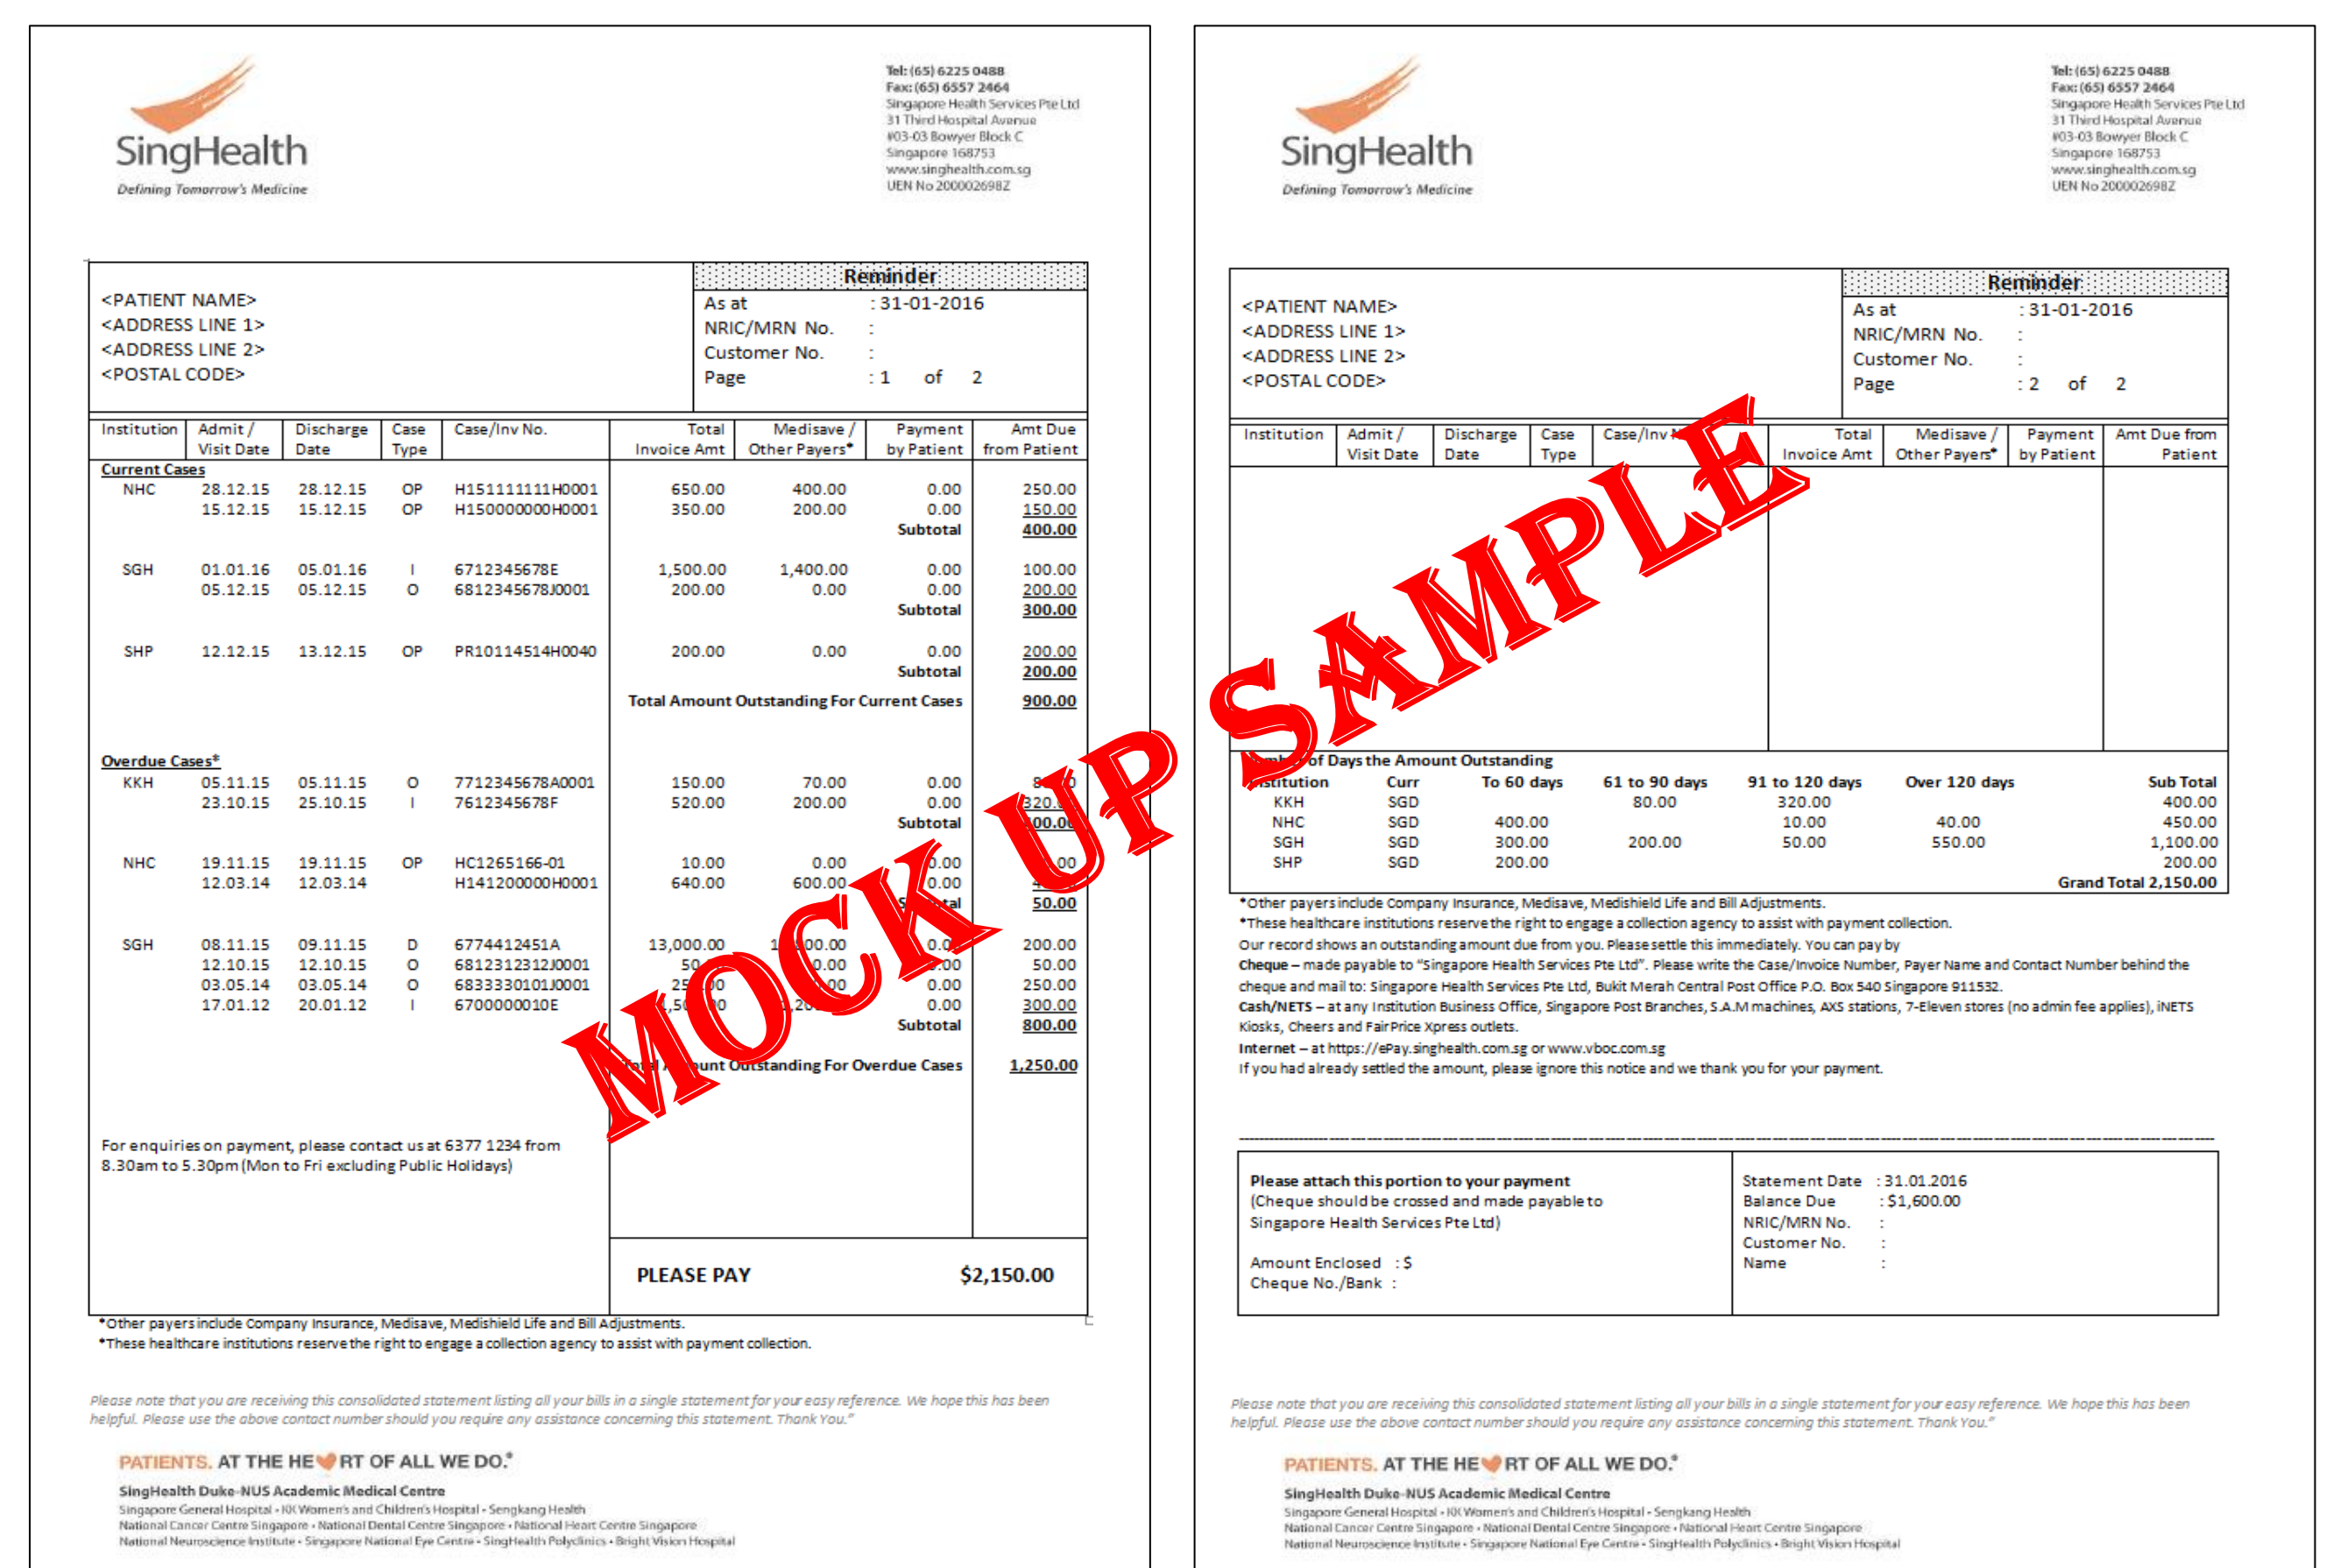 SingHealth
Defining Tomorrow's Medicine
Tel: (65) 6225 0488
Fax: (65) 6557 2464
Singapore Health Services Pte Ltd
31 Third Hospital Avenue
#03-03 Bowyer Block C
Singapore 168753
www.singhealth.com.sg
UEN No 200002698Z
<PATIENT NAME>
<ADDRESS LINE 1>
<ADDRESS LINE 2>
<POSTAL CODE>
Reminder
As at : 31-01-2016
NRIC/MRN No. :
Customer No. :
Page : 1 of 2
Institution Admit / Discharge Case Case/Inv No. Total Medisave / Payment Amt Due
Visit Date Date Type Invoice Amt Other Payers* by Patient from Patient
Current Cases
NHC 28.12.15 28.12.15 OP H151111111H0001 650.00 400.00 0.00 250.00
15.12.15 15.12.15 OP H150000000H0001 350.00 200.00 0.00 150.00
Subtotal 400.00
SGH 01.01.16 05.01.16 I 6712345678E 1,500.00 1,400.00 0.00 100.00
05.12.15 05.12.15 O 6812345678J0001 200.00 0.00 0.00 200.00
Subtotal 300.00
SHP 12.12.15 13.12.15 OP PR10114514H0040 200.00 0.00 0.00 200.00
Subtotal 200.00
Total Amount Outstanding For Current Cases 900.00
Overdue Cases*
KKH 05.11.15 05.11.15 O 7712345678A0001 150.00 70.00 0.00
23.10.15 25.10.15 I 7612345678F 520.00 200.00 0.00
Subtotal
NHC 19.11.15 19.11.15 OP HC1265166-01 10.00 0.00
12.03.14 12.03.14 H141200000H0001 640.00 600.00 0.00
50.00
SGH 08.11.15 09.11.15 D 6774412451A 13,000.00 200.00
12.10.15 12.10.15 O 6812312312J0001 50.00
03.05.14 03.05.14 O 6833330101J0001 250.00
17.01.12 20.01.12 I 6700000010E 0.00 300.00
Subtotal 800.00
Outstanding For Overdue Cases 1,250.00
For enquiries on payment, please contact us at 6377 1234 from
8.30am to 5.30pm (Mon to Fri excluding Public Holidays)
PLEASE PAY $2,150.00
*Other payers include Company Insurance, Medisave, Medishield Life and Bill Adjustments.
*These healthcare institutions reserve the right to engage a collection agency to assist with payment collection.
Please note that you are receiving this consolidated statement listing all your bills in a single statement for your easy reference. We hope this has been
helpful. Please use the above contact number should you require any assistance concerning this statement. Thank You."
PATIENTS. AT THE HE RT OF ALL WE DO.®
SingHealth Duke-NUS Academic Medical Centre
Singapore General Hospital • KK Women's and Children's Hospital • Sengkang Health
National Cancer Centre Singapore • National Dental Centre Singapore • National Heart Centre Singapore
National Neuroscience Institute • Singapore National Eye Centre • SingHealth Polyclinics • Bright Vision Hospital
MOCK UP SAMPLE
SingHealth
Defining Tomorrow's Medicine
Tel: (65) 6225 0488
Fax: (65) 6557 2464
Singapore Health Services Pte Ltd
31 Third Hospital Avenue
#03-03 Bowyer Block C
Singapore 168753
www.singhealth.com.sg
UEN No 200002698Z
<PATIENT NAME>
<ADDRESS LINE 1>
<ADDRESS LINE 2>
<POSTAL CODE>
Reminder
As at : 31-01-2016
NRIC/MRN No. :
Customer No. :
Page : 2 of 2
Institution Admit / Discharge Case Case/Inv Total Medisave / Payment Amt Due from
Visit Date Date Type Invoice Amt Other Payers* by Patient Patient
of Days the Amount Outstanding
Institution Curr To 60 days 61 to 90 days 91 to 120 days Over 120 days Sub Total
KKH SGD 80.00 320.00 400.00
NHC SGD 400.00 10.00 40.00 450.00
SGH SGD 300.00 200.00 50.00 550.00 1,100.00
SHP SGD 200.00 200.00
Grand Total 2,150.00
*Other payers include Company Insurance, Medisave, Medishield Life and Bill Adjustments.
*These healthcare institutions reserve the right to engage a collection agency to assist with payment collection.
Our record shows an outstanding amount due from you. Please settle this immediately. You can pay by
Cheque – made payable to "Singapore Health Services Pte Ltd". Please write the Case/Invoice Number, Payer Name and Contact Number behind the
cheque and mail to: Singapore Health Services Pte Ltd, Bukit Merah Central Post Office P.O. Box 540 Singapore 911532.
Cash/NETS – at any Institution Business Office, Singapore Post Branches, S.A.M machines, AXS stations, 7-Eleven stores (no admin fee applies), iNETS
Kiosks, Cheers and FairPrice Xpress outlets.
Internet – at https://ePay.singhealth.com.sg or www.vboc.com.sg
If you had already settled the amount, please ignore this notice and we thank you for your payment.
Please attach this portion to your payment
(Cheque should be crossed and made payable to
Singapore Health Services Pte Ltd)
Amount Enclosed : $
Cheque No./Bank :
Statement Date : 31.01.2016
Balance Due : $1,600.00
NRIC/MRN No. :
Customer No. :
Name :
Please note that you are receiving this consolidated statement listing all your bills in a single statement for your easy reference. We hope this has been
helpful. Please use the above contact number should you require any assistance concerning this statement. Thank You."
PATIENTS. AT THE HE RT OF ALL WE DO.®
SingHealth Duke-NUS Academic Medical Centre
Singapore General Hospital • KK Women's and Children's Hospital • Sengkang Health
National Cancer Centre Singapore • National Dental Centre Singapore • National Heart Centre Singapore
National Neuroscience Institute • Singapore National Eye Centre • SingHealth Polyclinics • Bright Vision Hospital